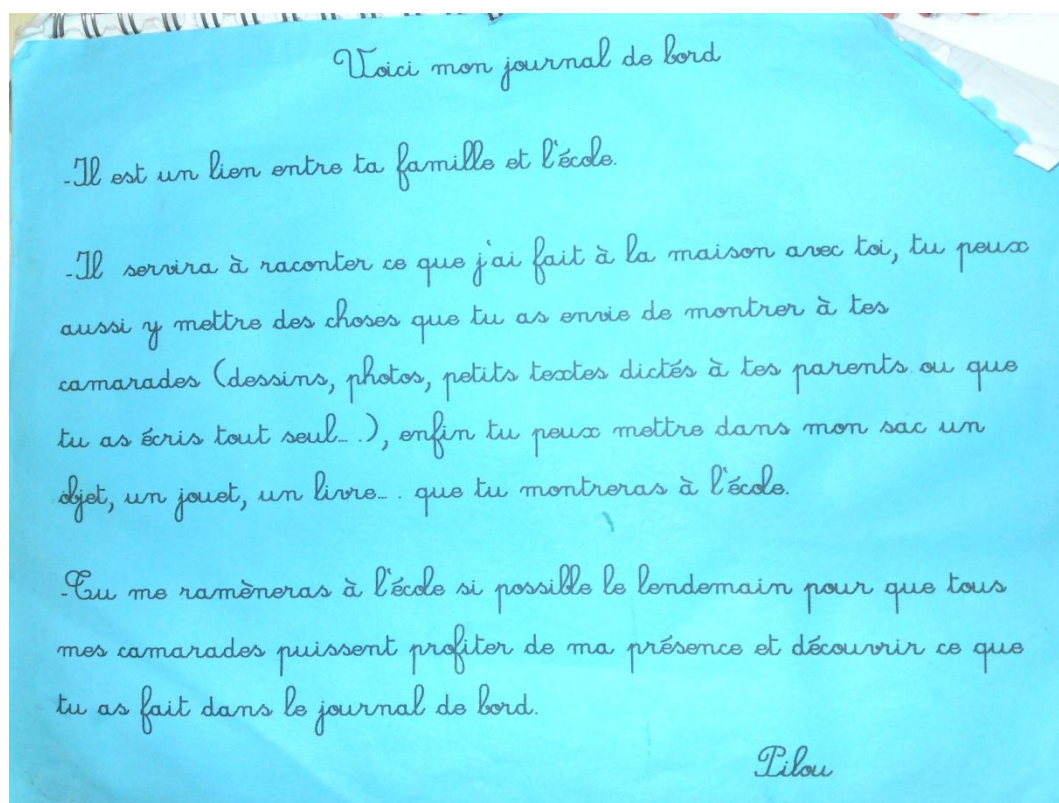 Voici mon journal de bord
-Il est un lien entre ta famille et l'école.
-Il servira à raconter ce que j'ai fait à la maison avec toi, tu peux
aussi y mettre des choses que tu as envie de montrer à tes
camarades (dessins, photos, petits textes dictés à tes parents ou que
tu as écris tout seul....), enfin tu peux mettre dans mon sac un
objet, un jouet, un livre.... que tu montreras à l'école.
-Tu me ramèneras à l'école si possible le lendemain pour que tous
mes camarades puissent profiter de ma présence et découvrir ce que
tu as fait dans le journal de bord.
Pilou